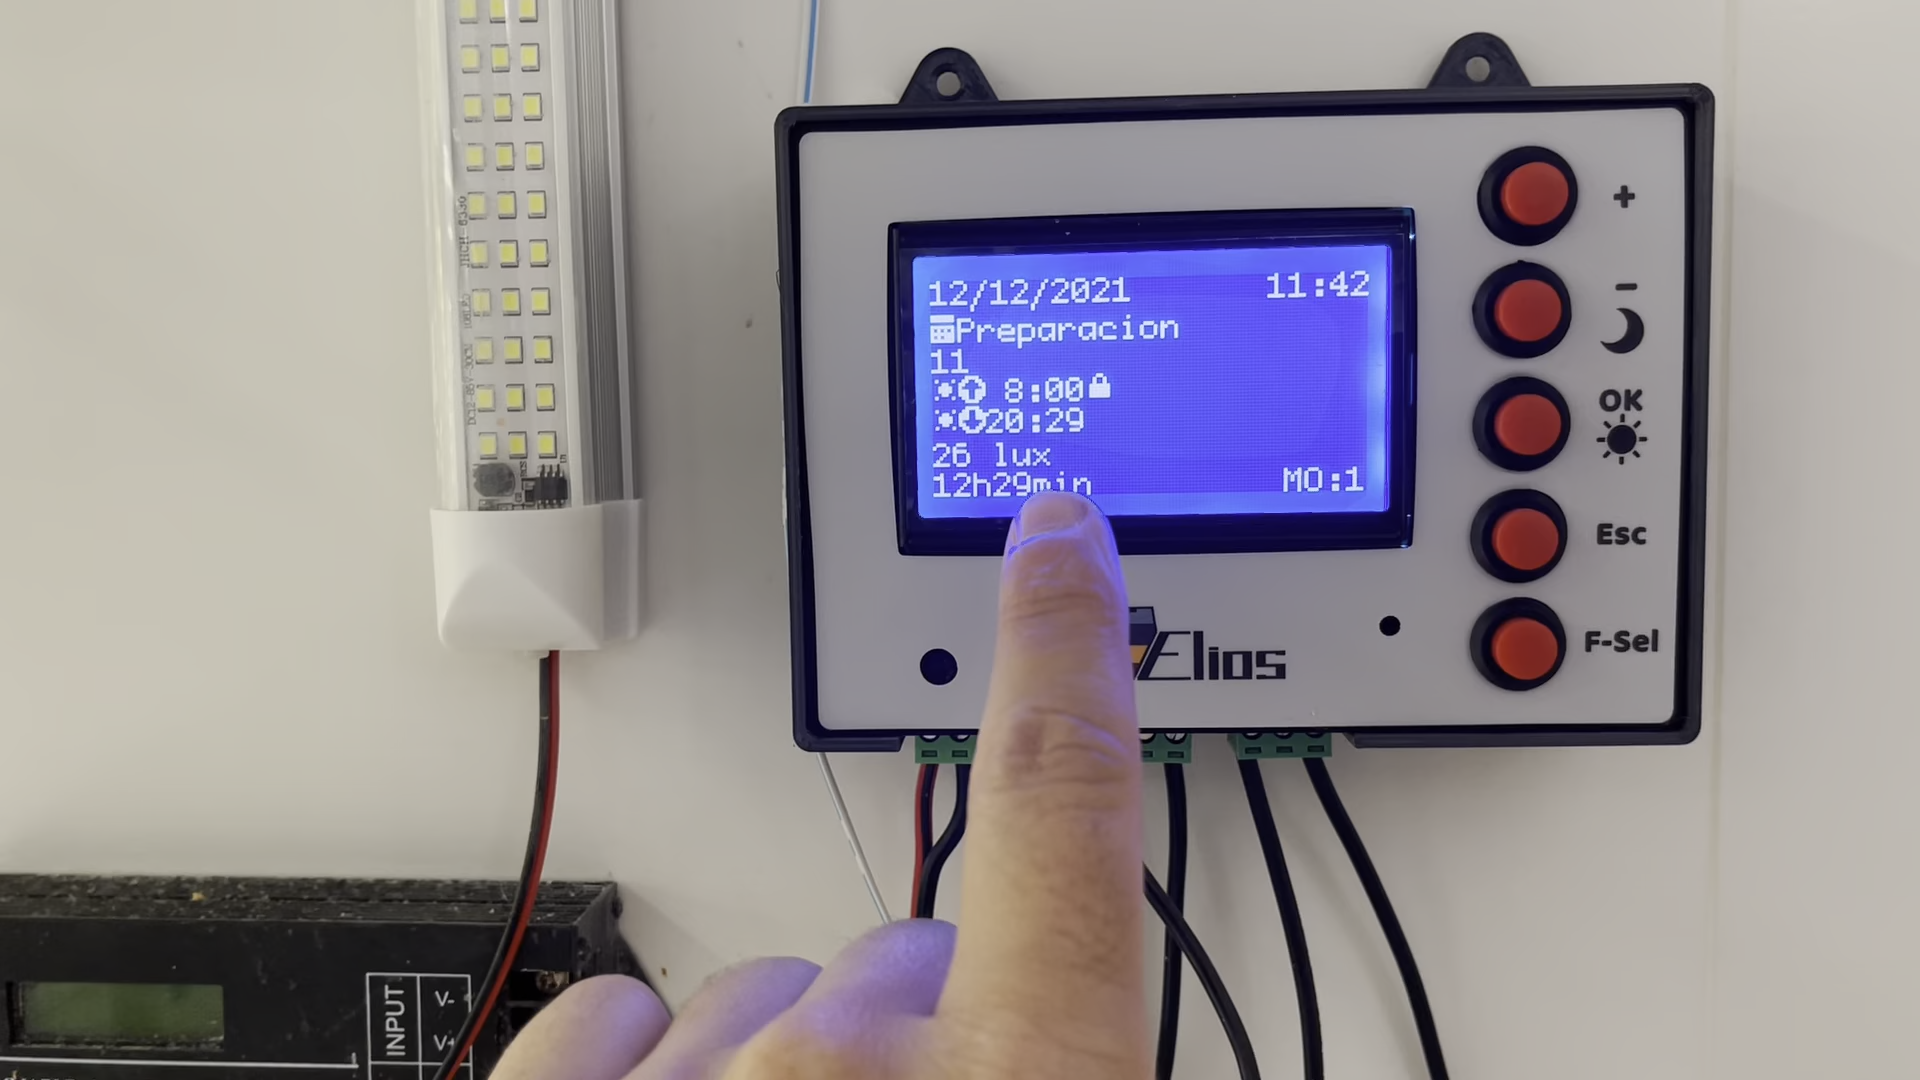 12/12/2021 11:42
Preparacion
11
8:00
20:29
26 lux
12h29min MO:1
+
-
OK
Esc
F-Sel
Elios
INPUT
V-
V+